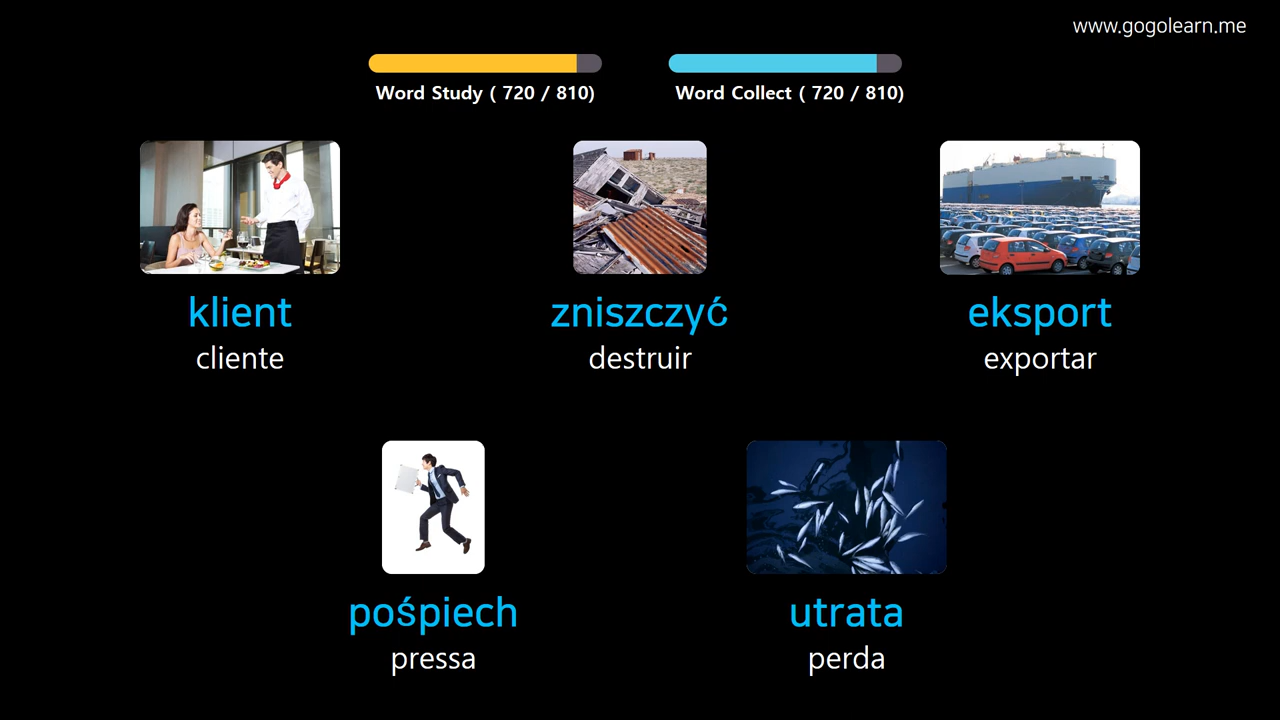 www.gogolearn.me
Word Study ( 720 / 810)
Word Collect ( 720 / 810)
klient
cliente
zniszczyć
destruir
eksport
exportar
pośpiech
pressa
utrata
perda